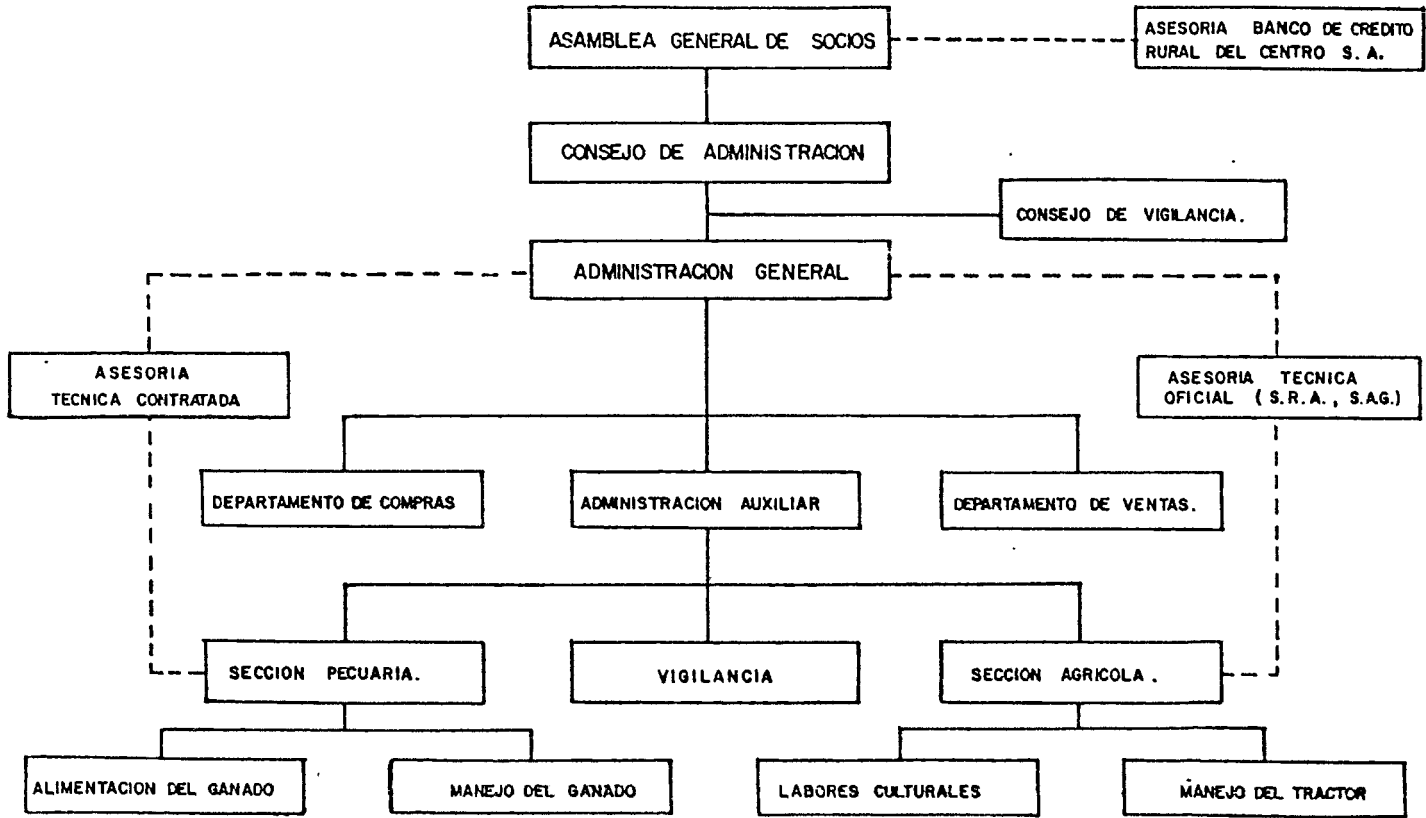 ASAMBLEA GENERAL DE SOCIOS
ASESORIA BANCO DE CREDITO
RURAL DEL CENTRO S. A.
CONSEJO DE ADMINISTRACION
CONSEJO DE VIGILANCIA.
ADMINISTRACION GENERAL
ASESORIA
TECNICA CONTRATADA
ASESORIA TECNICA
OFICIAL ( S.R.A. , S.A.G.)
DEPARTAMENTO DE COMPRAS
ADMINISTRACION AUXILIAR
DEPARTAMENTO DE VENTAS.
SECCION PECUARIA.
VIGILANCIA
SECCION AGRICOLA .
ALIMENTACION DEL GANADO
MANEJO DEL GANADO
LABORES CULTURALES
MANEJO DEL TRACTOR